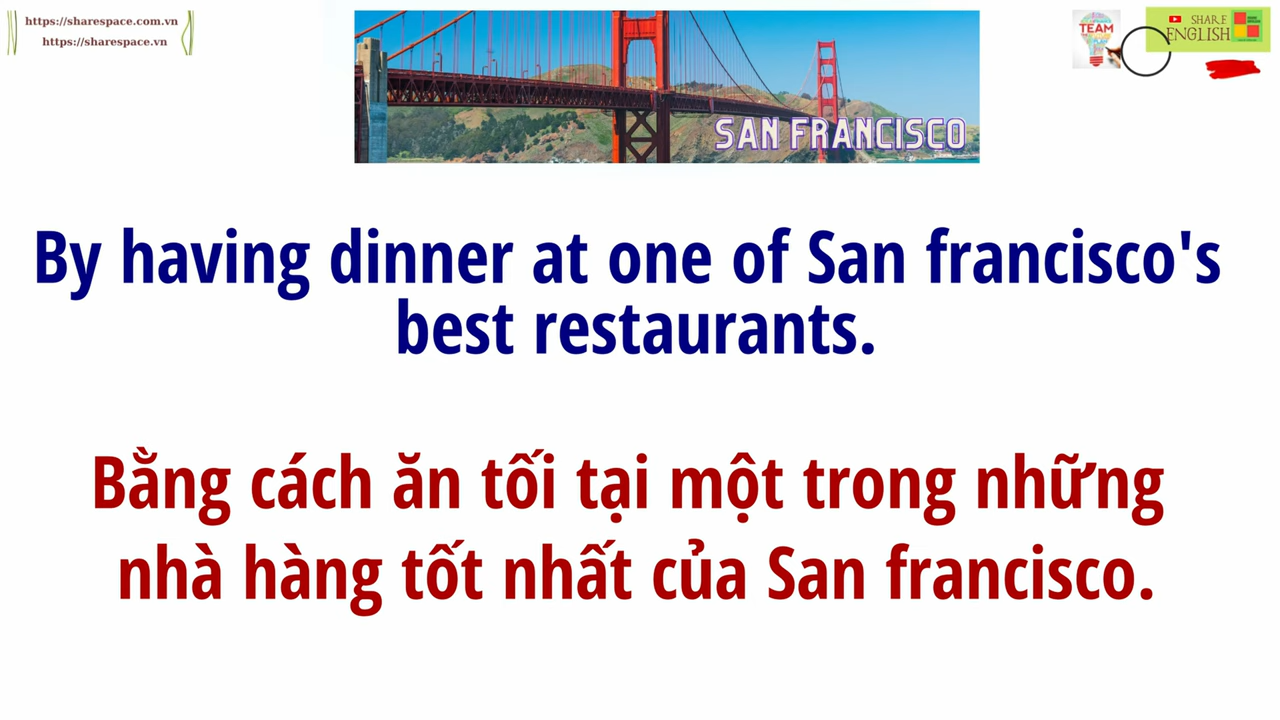 https://sharespace.com.vn
https://sharespace.vn
SAN FRANCISCO
TEAM
SHARE
ENGLISH
By having dinner at one of San francisco's
best restaurants.
Bằng cách ăn tối tại một trong những
nhà hàng tốt nhất của San francisco.